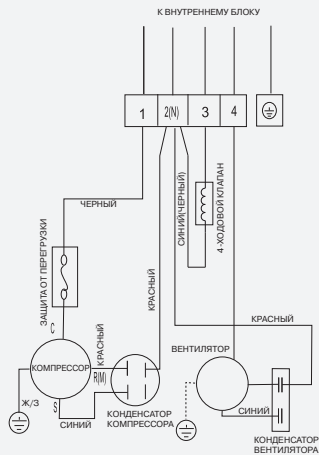 К ВНУТРЕННЕМУ БЛОКУ
1 2(N) 3 4
ЧЕРНЫЙ
СИНИЙ(ЧЕРНЫЙ)
4-ХОДОВОЙ КЛАПАН
ЗАЩИТА ОТ ПЕРЕГРУЗКИ
КРАСНЫЙ
КРАСНЫЙ
КРАСНЫЙ
C
КОМПРЕССОР
R(M)
S
Ж/З
СИНИЙ
КОНДЕНСАТОР
КОМПРЕССОРА
ВЕНТИЛЯТОР
СИНИЙ
КОНДЕНСАТОР
ВЕНТИЛЯТОРА